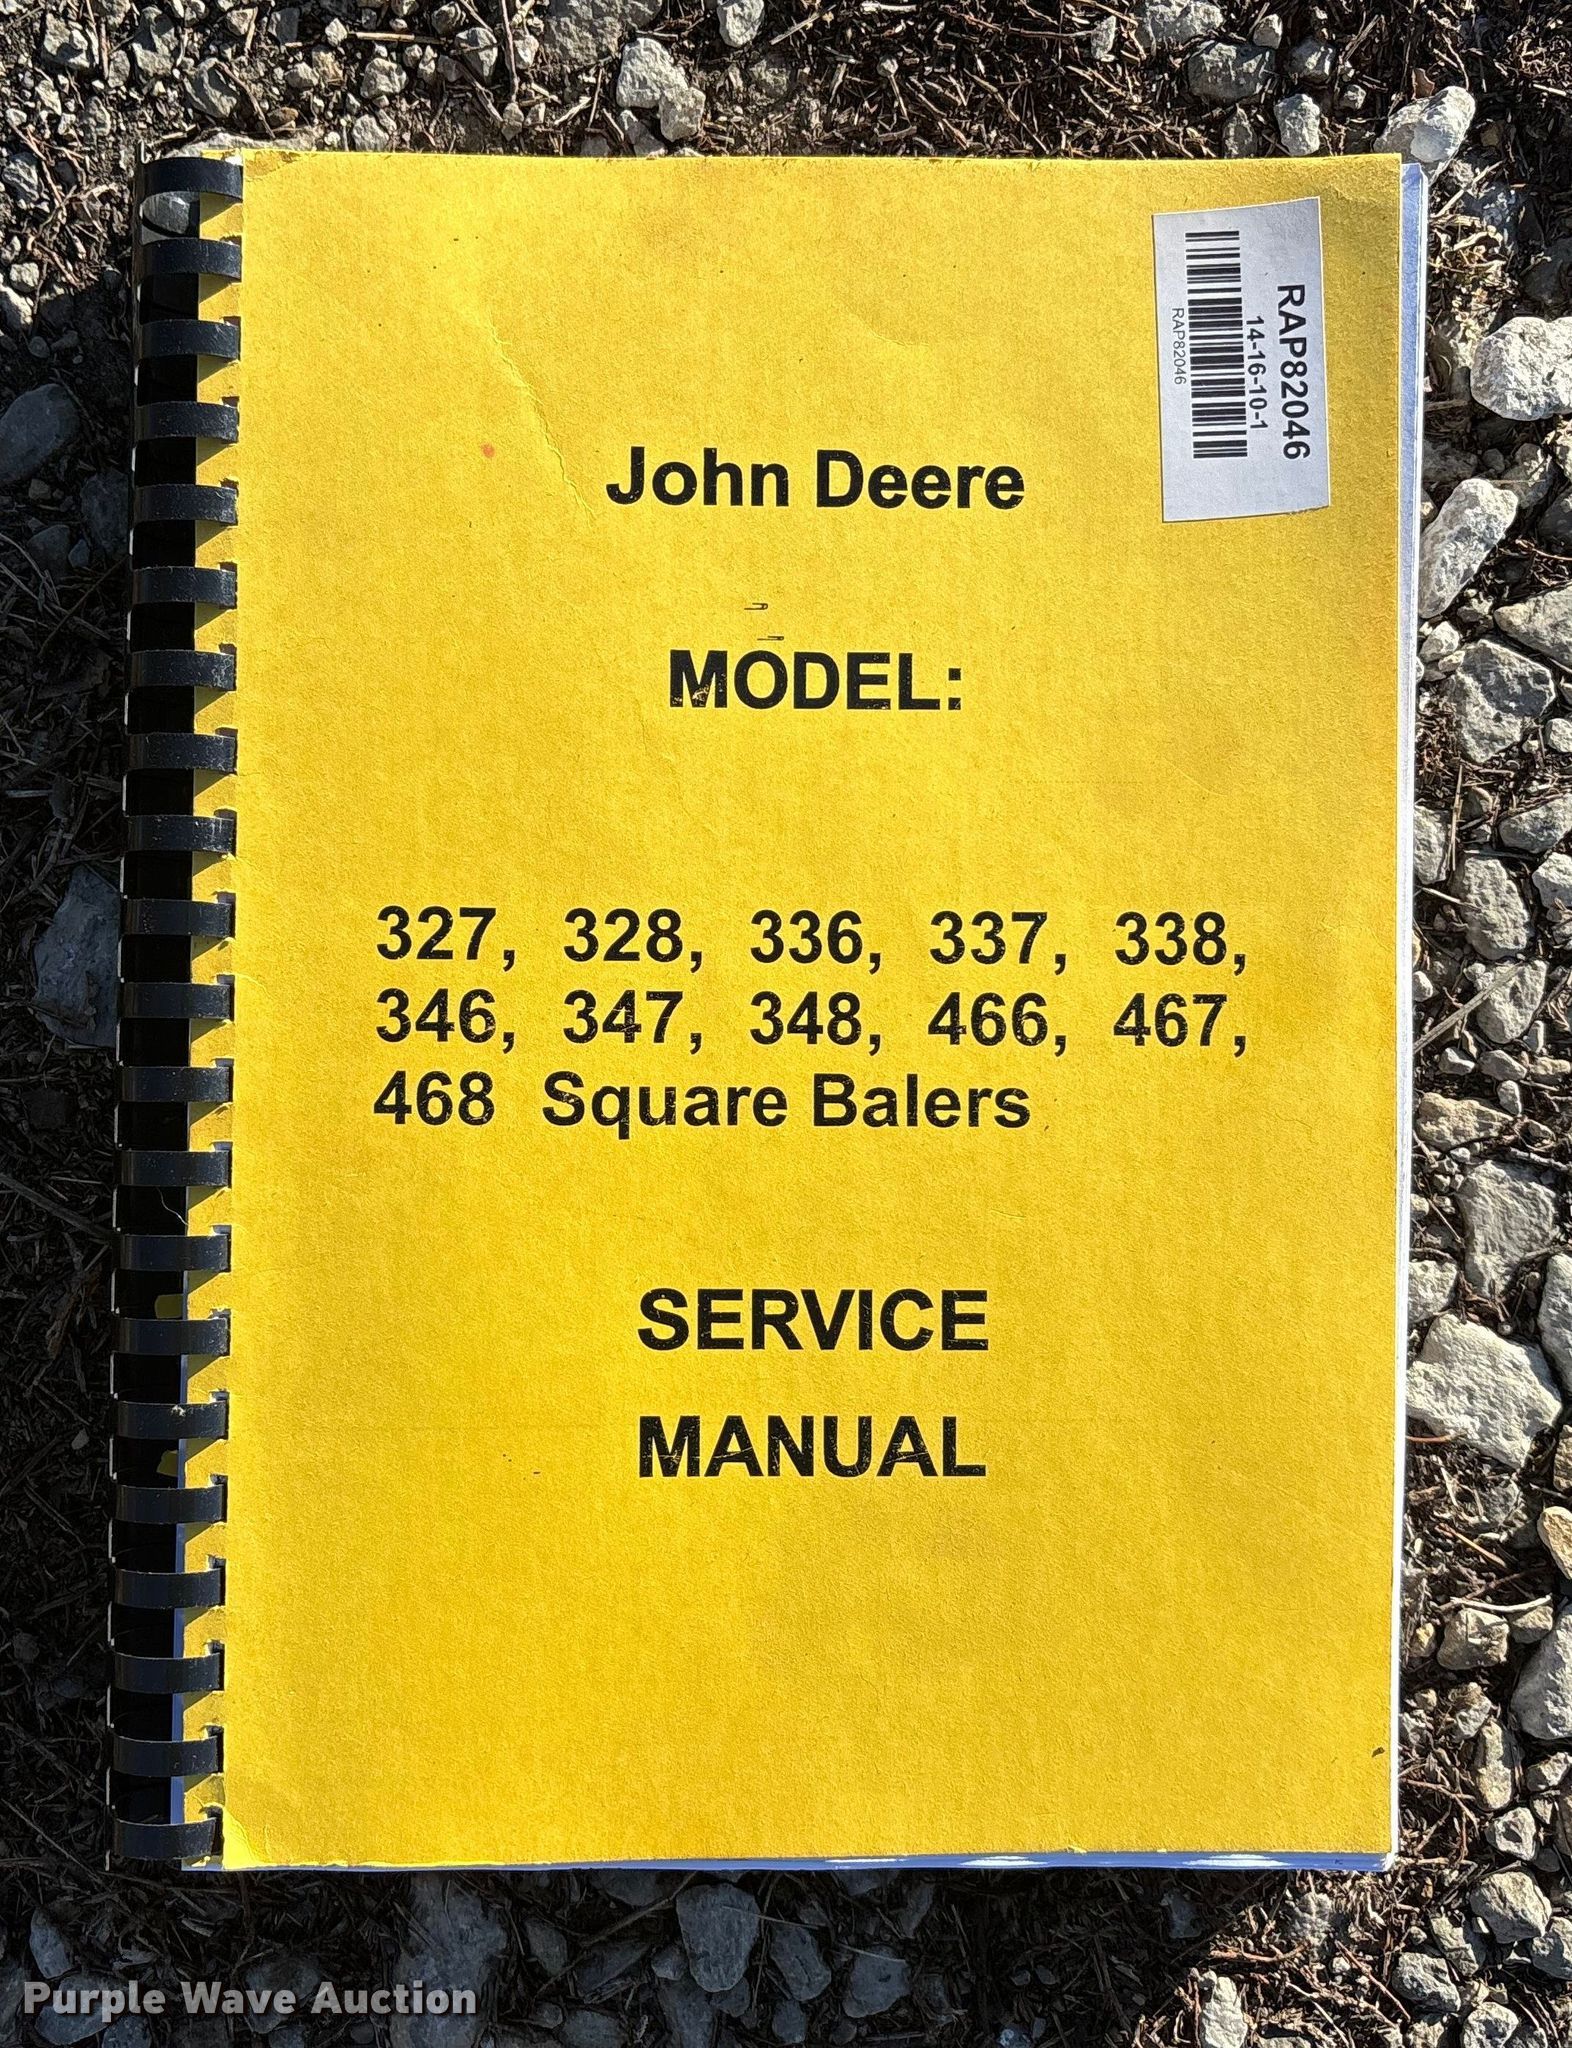 RAP82046
14-16-10-1
RAP82046
John Deere
MODEL:
327, 328, 336, 337, 338,
346, 347, 348, 466, 467,
468 Square Balers
SERVICE
MANUAL
Purple Wave Auction